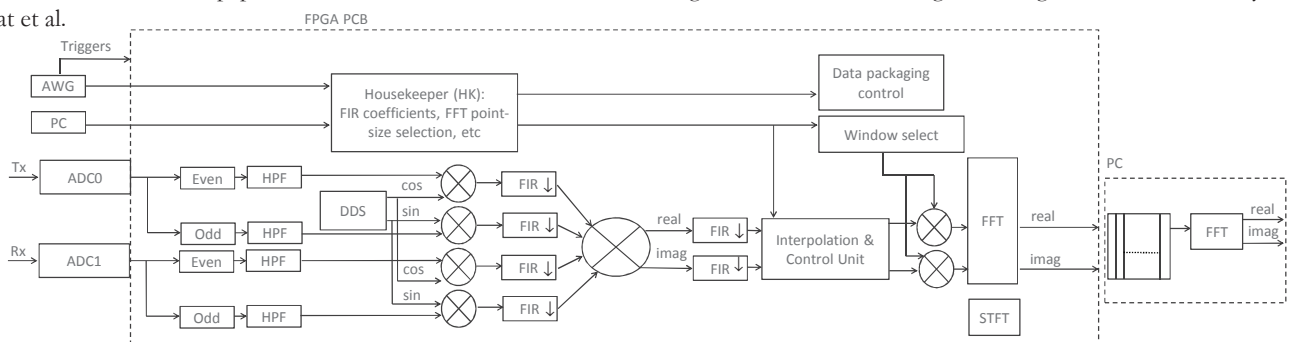 at et al.
FPGA PCB
Triggers
AWG
PC
Housekeeper (HK):
FIR coefficients, FFT point-
size selection, etc
Data packaging
control
Window select
Tx
ADC0
Even
HPF
Odd
HPF
Rx
ADC1
Even
HPF
Odd
HPF
DDS
cos
sin
cos
sin
FIR
FIR
FIR
FIR
real
imag
FIR
FIR
Interpolation &
Control Unit
FFT
STFT
real
imag
PC
FFT
real
imag